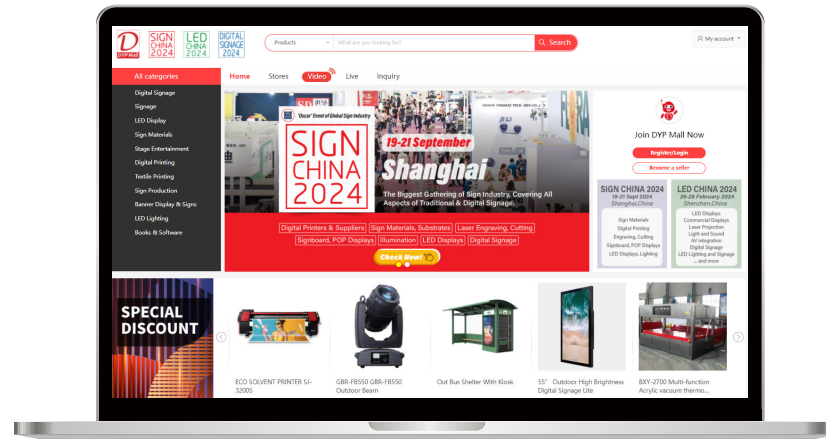 D
DYP Mall
SIGN
CHINA
2024
LED
CHINA
2024
DIGITAL
SIGNAGE
2024
Products
What are you looking for?
Search
My account
All categories
Home
Stores
Video
Live
Inquiry
Digital Signage
Signage
LED Display
Sign Materials
Stage Entertainment
Digital Printing
Textile Printing
Sign Production
Banner Display & Signs
LED Lighting
Books & Software
'Oscar' Event of Global Sign Industry
SIGN
CHINA
2024
19-21 September
Shanghai
The Biggest Gathering of Sign Industry, Covering All
Aspects of Traditional & Digital Signage.
Digital Printers & Suppliers
Sign Materials, Substrates
Laser Engraving, Cutting
Signboard, POP Displays
Illumination
LED Displays
Digital Signage
Check Now!
Join DYP Mall Now
Register/Login
Become a seller
SIGN CHINA 2024
19-21 Sept 2024
Shanghai,China
Sign Materials
Digital Printing
Engraving, Cutting
Signboard, POP Displays
LED Displays, Lighting
LED CHINA 2024
26-28 February 2024
Shenzhen,China
LED Displays
Commercial Displays
Laser Projection
Light and Sound
AV integration
Digital Signage
LED Lighting and Signage
... and more
SPECIAL
DISCOUNT
ECO SOLVENT PRINTER SJ-
3200S
GBR-FB550 GBR-FB550
Outdoor Beam
Out Bus Shelter With Kiosk
55" Outdoor High Brightness
Digital Signage Lite
BXY-2700 Multi-function
Acrylic vacuum thermo...